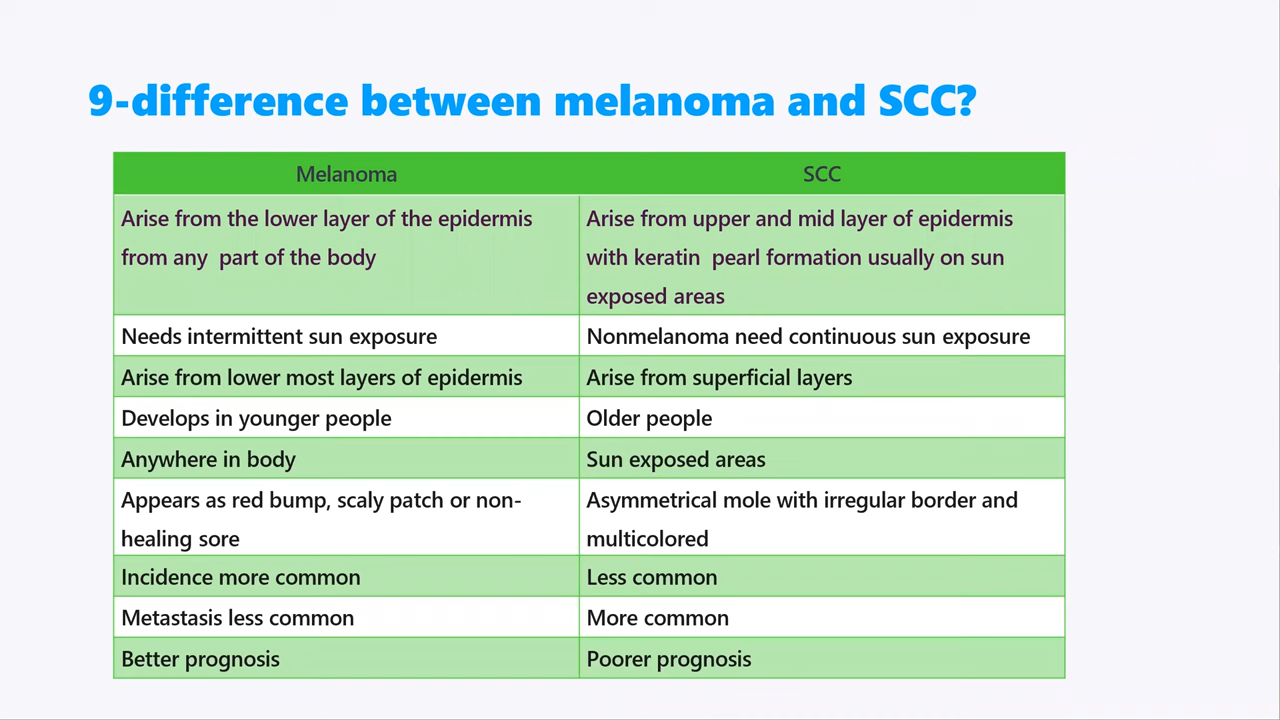 9-difference between melanoma and SCC?
Melanoma SCC
Arise from the lower layer of the epidermis
from any part of the body
Arise from upper and mid layer of epidermis
with keratin pearl formation usually on sun
exposed areas
Needs intermittent sun exposure
Nonmelanoma need continuous sun exposure
Arise from lower most layers of epidermis
Arise from superficial layers
Develops in younger people
Older people
Anywhere in body
Sun exposed areas
Appears as red bump, scaly patch or non-
healing sore
Asymmetrical mole with irregular border and
multicolored
Incidence more common
Less common
Metastasis less common
More common
Better prognosis
Poorer prognosis